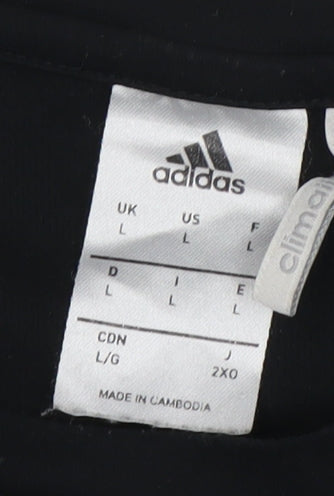 adidas
UK US F
L L L
D I E
L L L
CDN J
L/G 2XO
MADE IN CAMBODIA
climal